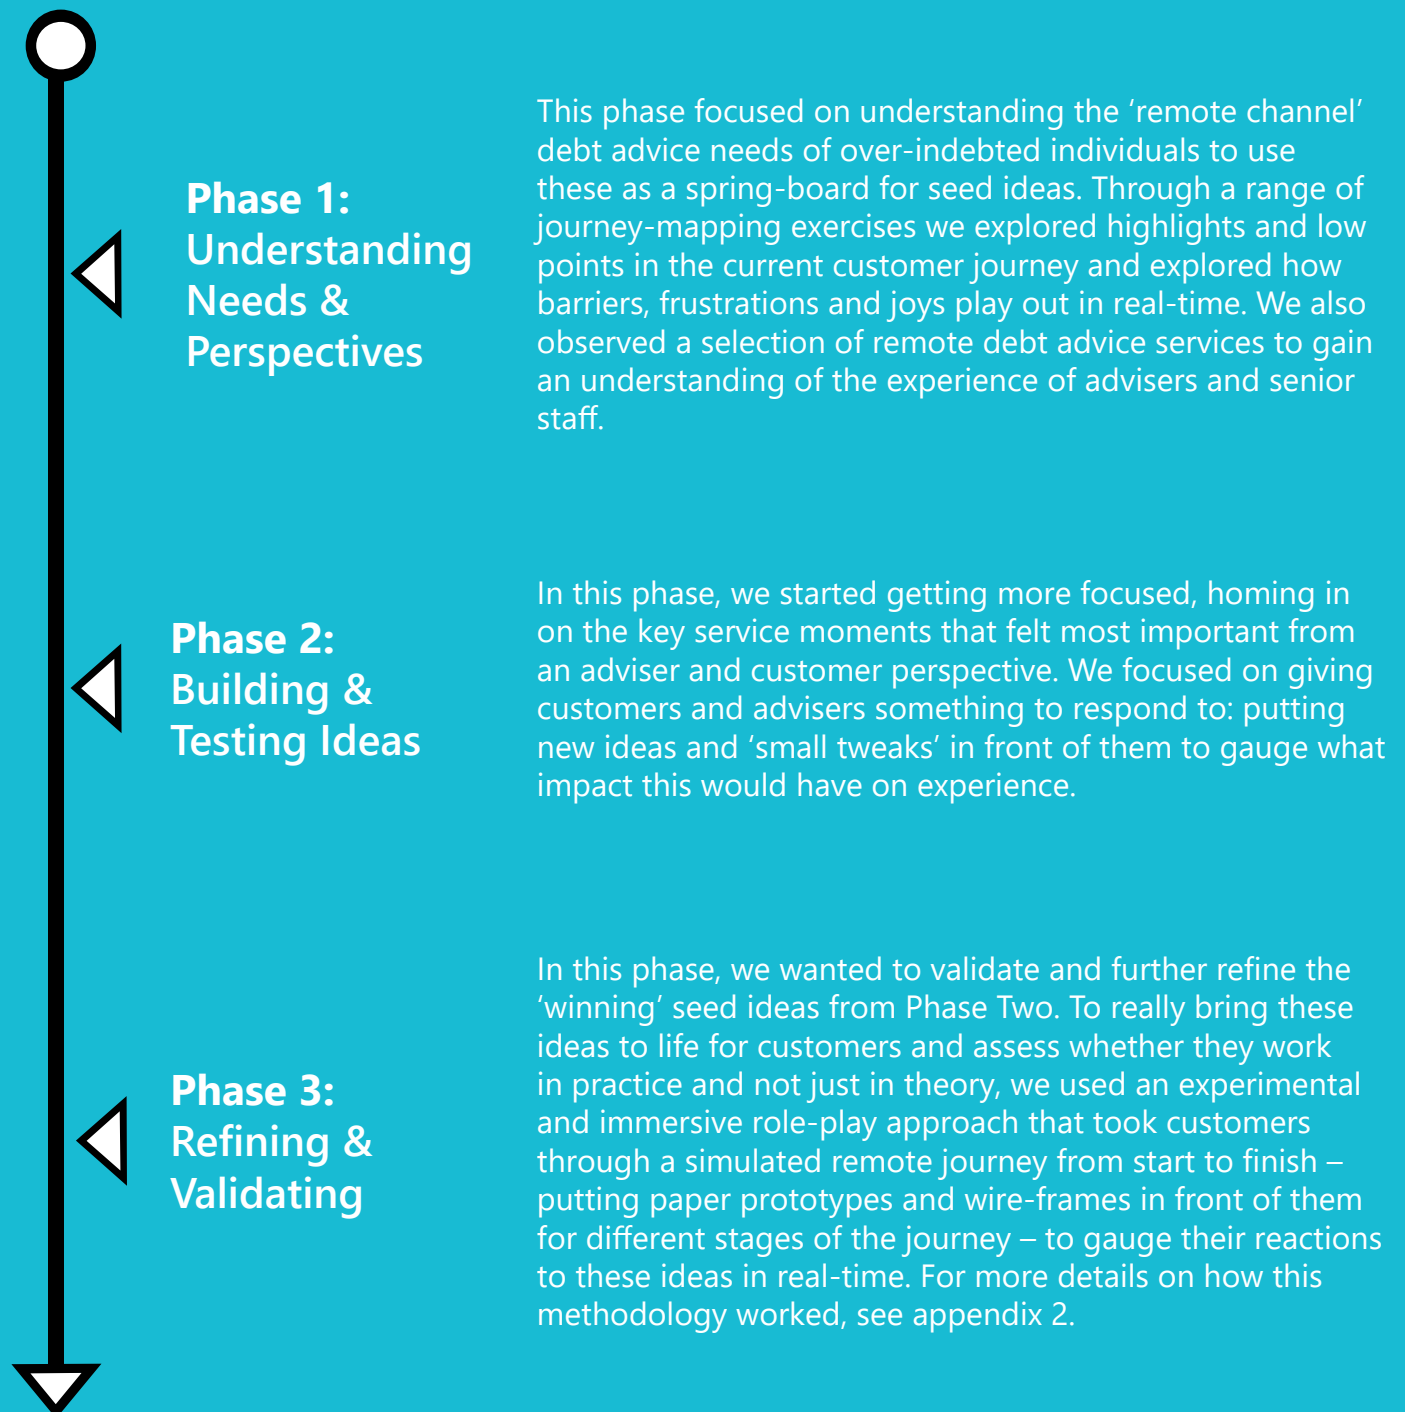 Phase 1:
Understanding
Needs &
Perspectives
This phase focused on understanding the ‘remote channel’
debt advice needs of over-indebted individuals to use
these as a spring-board for seed ideas. Through a range of
journey-mapping exercises we explored highlights and low
points in the current customer journey and explored how
barriers, frustrations and joys play out in real-time. We also
observed a selection of remote debt advice services to gain
an understanding of the experience of advisers and senior
staff.
Phase 2:
Building &
Testing Ideas
In this phase, we started getting more focused, homing in
on the key service moments that felt most important from
an adviser and customer perspective. We focused on giving
customers and advisers something to respond to: putting
new ideas and ‘small tweaks’ in front of them to gauge what
impact this would have on experience.
Phase 3:
Refining &
Validating
In this phase, we wanted to validate and further refine the
‘winning’ seed ideas from Phase Two. To really bring these
ideas to life for customers and assess whether they work
in practice and not just in theory, we used an experimental
and immersive role-play approach that took customers
through a simulated remote journey from start to finish –
putting paper prototypes and wire-frames in front of them
for different stages of the journey – to gauge their reactions
to these ideas in real-time. For more details on how this
methodology worked, see appendix 2.